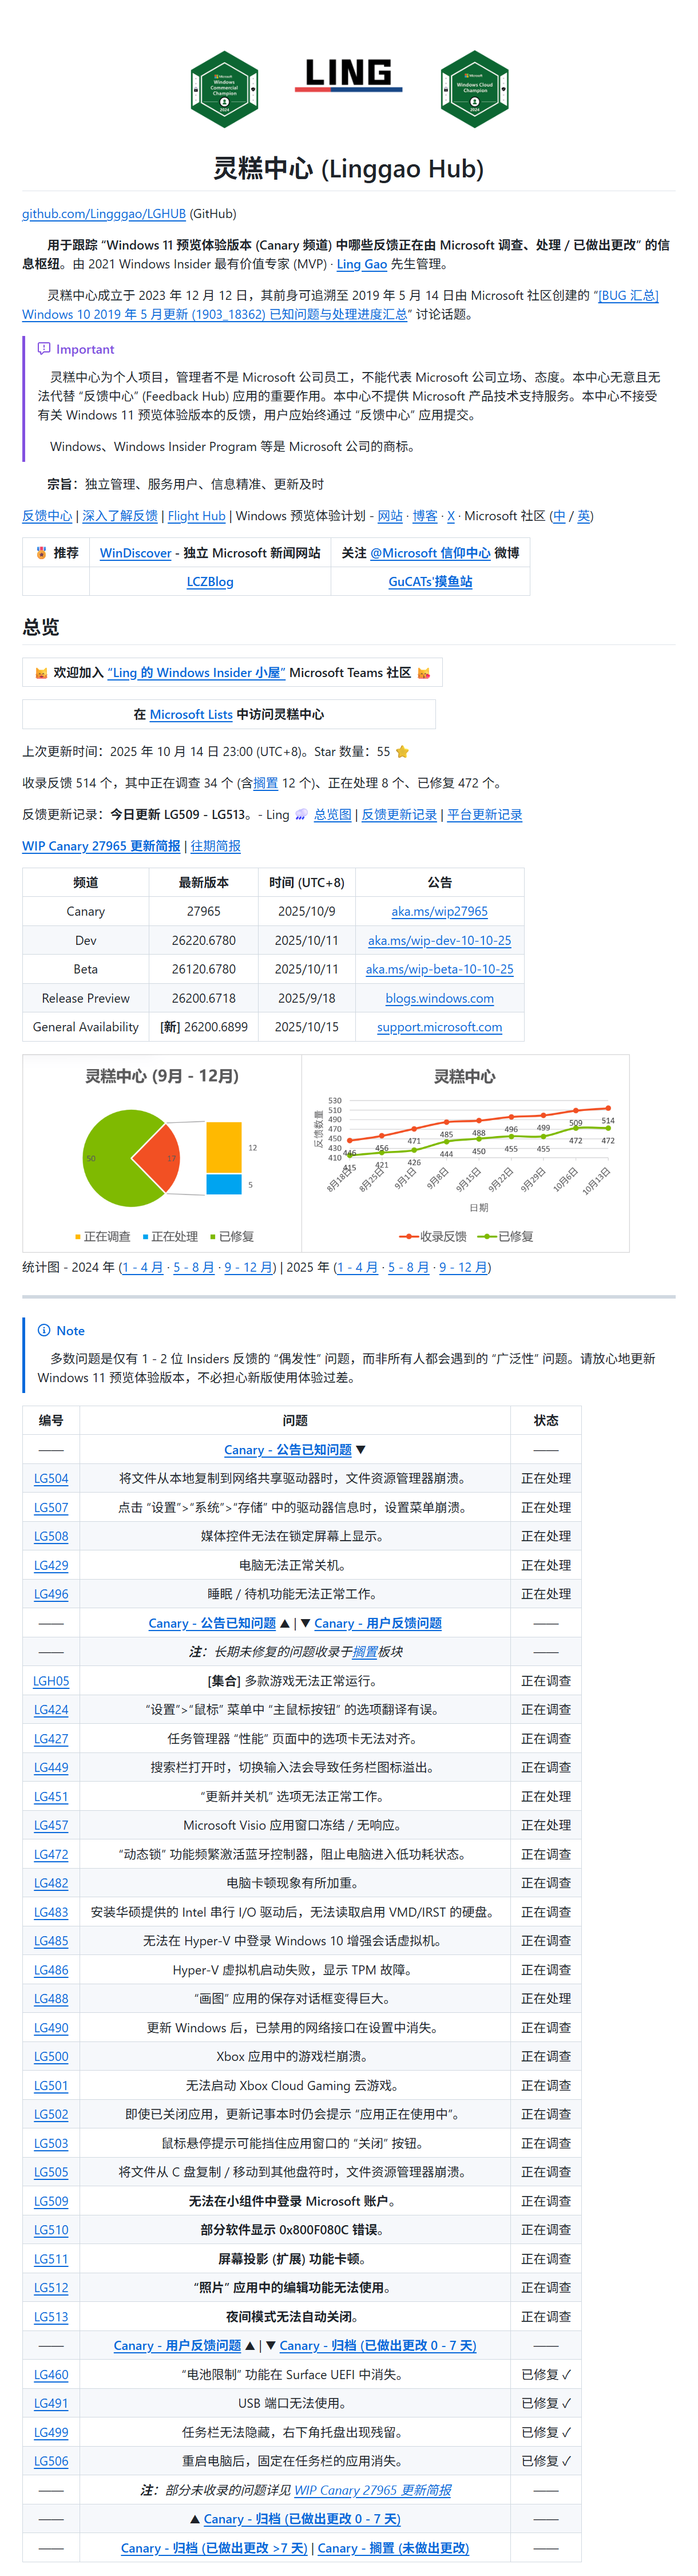 Microsoft
Windows
Commercial
Champion
2024
LING
Microsoft
Windows Cloud
Champion
2024
灵糕中心 (Linggao Hub)
github.com/Lingggao/LGHUB (GitHub)
用于跟踪 “Windows 11 预览体验版本 (Canary 频道) 中哪些反馈正在由 Microsoft 调查、处理 / 已做出更改” 的信
息枢纽。由 2021 Windows Insider 最有价值专家 (MVP) · Ling Gao 先生管理。
灵糕中心成立于 2023 年 12 月 12 日，其前身可追溯至 2019 年 5 月 14 日由 Microsoft 社区创建的 “[BUG 汇总]
Windows 10 2019 年 5 月更新 (1903_18362) 已知问题与处理进度汇总” 讨论话题。
Important
灵糕中心为个人项目，管理者不是 Microsoft 公司员工，不能代表 Microsoft 公司立场、态度。本中心无意且无
法代替 “反馈中心” (Feedback Hub) 应用的重要作用。本中心不提供 Microsoft 产品技术支持服务。本中心不接受
有关 Windows 11 预览体验版本的反馈，用户应始终通过 “反馈中心” 应用提交。
Windows、Windows Insider Program 等是 Microsoft 公司的商标。
宗旨：独立管理、服务用户、信息精准、更新及时
反馈中心 | 深入了解反馈 | Flight Hub | Windows 预览体验计划 - 网站 · 博客 · X · Microsoft 社区 (中 / 英)
推荐 WinDiscover - 独立 Microsoft 新闻网站 关注 @Microsoft 信仰中心 微博
LCZBlog GuCATs'摸鱼站
总览
欢迎加入 “Ling 的 Windows Insider 小屋” Microsoft Teams 社区
在 Microsoft Lists 中访问灵糕中心
上次更新时间：2025 年 10 月 14 日 23:00 (UTC+8)。Star 数量：55
收录反馈 514 个，其中正在调查 34 个 (含搁置 12 个)、正在处理 8 个、已修复 472 个。
反馈更新记录：今日更新 LG509 - LG513。- Ling 总览图 | 反馈更新记录 | 平台更新记录
WIP Canary 27965 更新简报 | 往期简报
频道 最新版本 时间 (UTC+8) 公告
Canary 27965 2025/10/9 aka.ms/wip27965
Dev 26220.6780 2025/10/11 aka.ms/wip-dev-10-10-25
Beta 26120.6780 2025/10/11 aka.ms/wip-beta-10-10-25
Release Preview 26200.6718 2025/9/18 blogs.windows.com
General Availability [新] 26200.6899 2025/10/15 support.microsoft.com
灵糕中心 (9月 - 12月)
50 17 12 5
正在调查 正在处理 已修复
灵糕中心
反馈数量
530
510
490
470
450
430
410
446 456 471 485 488 496 499 509 514
415 421 426 444 450 455 455 472 472
8月18日 8月25日 9月1日 9月8日 9月15日 9月22日 9月29日 10月6日 10月13日
日期
收录反馈 已修复
统计图 - 2024 年 (1 - 4 月 · 5 - 8 月 · 9 - 12 月) | 2025 年 (1 - 4 月 · 5 - 8 月 · 9 - 12 月)
Note
多数问题是仅有 1 - 2 位 Insiders 反馈的 “偶发性” 问题，而非所有人都会遇到的 “广泛性” 问题。请放心地更新
Windows 11 预览体验版本，不必担心新版使用体验过差。
编号 问题 状态
—— Canary - 公告已知问题 ▼ ——
LG504 将文件从本地复制到网络共享驱动器时，文件资源管理器崩溃。 正在处理
LG507 点击 “设置”>“系统”>“存储” 中的驱动器信息时，设置菜单崩溃。 正在处理
LG508 媒体控件无法在锁定屏幕上显示。 正在处理
LG429 电脑无法正常关机。 正在处理
LG496 睡眠 / 待机功能无法正常工作。 正在处理
—— Canary - 公告已知问题 ▲ | ▼ Canary - 用户反馈问题 ——
—— 注：长期未修复的问题收录于搁置板块 ——
LGH05 [集合] 多款游戏无法正常运行。 正在调查
LG424 “设置”>“鼠标” 菜单中 “主鼠标按钮” 的选项翻译有误。 正在调查
LG427 任务管理器 “性能” 页面中的选项卡无法对齐。 正在调查
LG449 搜索栏打开时，切换输入法会导致任务栏图标溢出。 正在调查
LG451 “更新并关机” 选项无法正常工作。 正在处理
LG457 Microsoft Visio 应用窗口冻结 / 无响应。 正在处理
LG472 “动态锁” 功能频繁激活蓝牙控制器，阻止电脑进入低功耗状态。 正在调查
LG482 电脑卡顿现象有所加重。 正在调查
LG483 安装华硕提供的 Intel 串行 I/O 驱动后，无法读取启用 VMD/IRST 的硬盘。 正在调查
LG485 无法在 Hyper-V 中登录 Windows 10 增强会话虚拟机。 正在调查
LG486 Hyper-V 虚拟机启动失败，显示 TPM 故障。 正在调查
LG488 “画图” 应用的保存对话框变得巨大。 正在处理
LG490 更新 Windows 后，已禁用的网络接口在设置中消失。 正在调查
LG500 Xbox 应用中的游戏栏崩溃。 正在调查
LG501 无法启动 Xbox Cloud Gaming 云游戏。 正在调查
LG502 即使已关闭应用，更新记事本时仍会提示 “应用正在使用中”。 正在调查
LG503 鼠标悬停提示可能挡住应用窗口的 “关闭” 按钮。 正在调查
LG505 将文件从 C 盘复制 / 移动到其他盘符时，文件资源管理器崩溃。 正在调查
LG509 无法在小组件中登录 Microsoft 账户。 正在调查
LG510 部分软件显示 0x800F080C 错误。 正在调查
LG511 屏幕投影 (扩展) 功能卡顿。 正在调查
LG512 “照片” 应用中的编辑功能无法使用。 正在调查
LG513 夜间模式无法自动关闭。 正在调查
—— Canary - 用户反馈问题 ▲ | ▼ Canary - 归档 (已做出更改 0 - 7 天) ——
LG460 “电池限制” 功能在 Surface UEFI 中消失。 已修复 ✓
LG491 USB 端口无法使用。 已修复 ✓
LG499 任务栏无法隐藏，右下角托盘出现残留。 已修复 ✓
LG506 重启电脑后，固定在任务栏的应用消失。 已修复 ✓
—— 注：部分未收录的问题详见 WIP Canary 27965 更新简报 ——
—— ▲ Canary - 归档 (已做出更改 0 - 7 天) ——
—— Canary - 归档 (已做出更改 >7 天) | Canary - 搁置 (未做出更改) ——